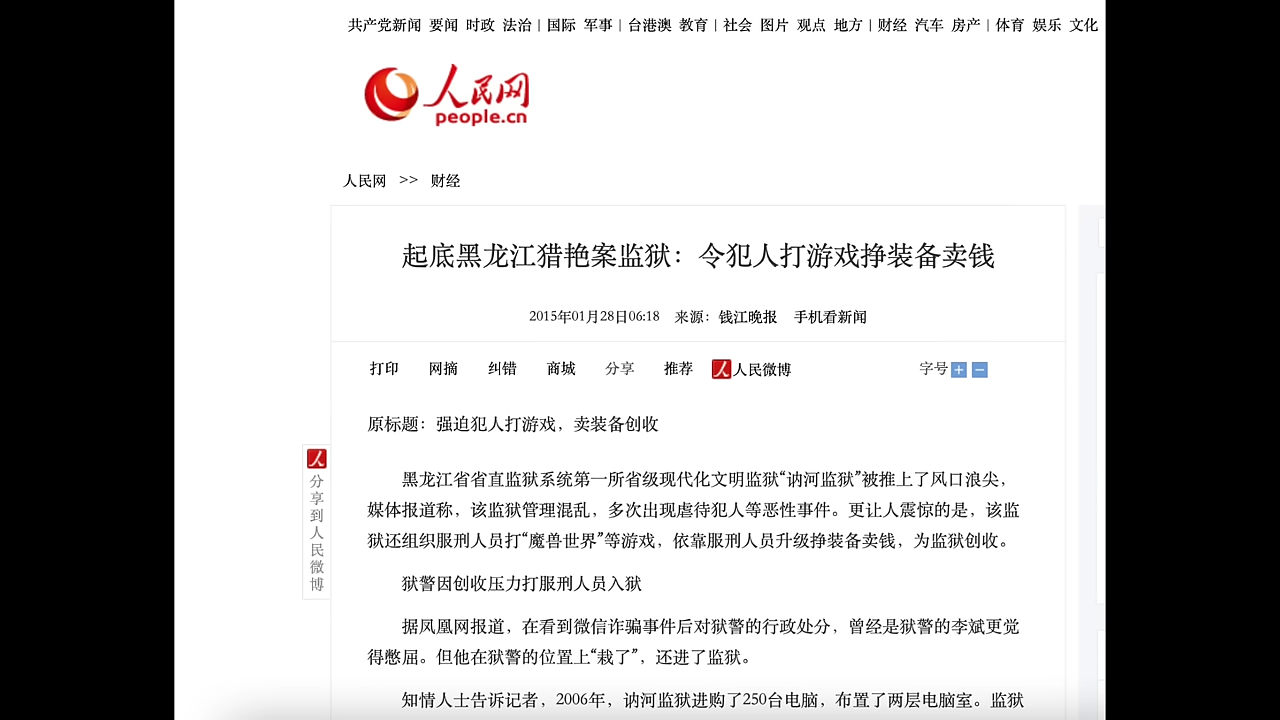 共产党新闻 要闻 时政 法治 | 国际 军事 | 台港澳 教育 | 社会 图片 观点 地方 | 财经 汽车 房产 | 体育 娱乐 文化
人民网
people.cn
人民网 >> 财经
起底黑龙江猎艳案监狱：令犯人打游戏挣装备卖钱
2015年01月28日06:18 来源：钱江晚报 手机看新闻
打印 网摘 纠错 商城 分享 推荐 人民微博 字号
原标题：强迫犯人打游戏，卖装备创收
黑龙江省省直监狱系统第一所省级现代化文明监狱“讷河监狱”被推上了风口浪尖，
媒体报道称，该监狱管理混乱，多次出现虐待犯人等恶性事件。更让人震惊的是，该监
狱还组织服刑人员打“魔兽世界”等游戏，依靠服刑人员升级挣装备卖钱，为监狱创收。
狱警因创收压力打服刑人员入狱
据凤凰网报道，在看到微信诈骗事件后对狱警的行政处分，曾经是狱警的李斌更觉
得憋屈。但他在狱警的位置上“栽了”，还进了监狱。
知情人士告诉记者，2006年，讷河监狱进购了250台电脑，布置了两层电脑室。监狱
分享到人民微博